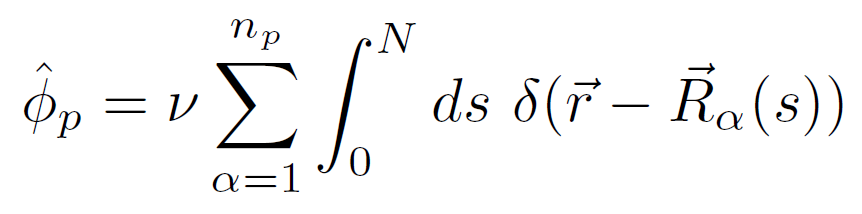 $\hat{\phi}_p = \nu \sum_{\alpha=1}^{n_p} \int_0^N ds \ \delta(\vec{r} - \vec{R}_\alpha(s))$